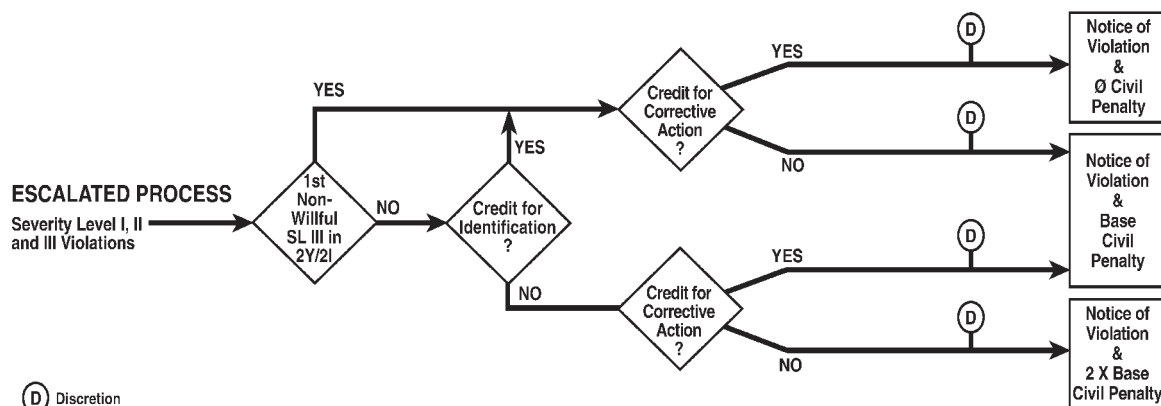 ESCALATED PROCESS
Severity Level I, II
and III Violations
1st
Non-
Willful
SL III in
2Y/2I
YES
NO
Credit for
Identification
?
YES
NO
Credit for
Corrective
Action
?
YES
D
NO
D
Credit for
Corrective
Action
?
YES
D
NO
D
Notice of
Violation
&
Ø Civil
Penalty
Notice of
Violation
&
Base
Civil
Penalty
Notice of
Violation
&
2 X Base
Civil Penalty
D Discretion